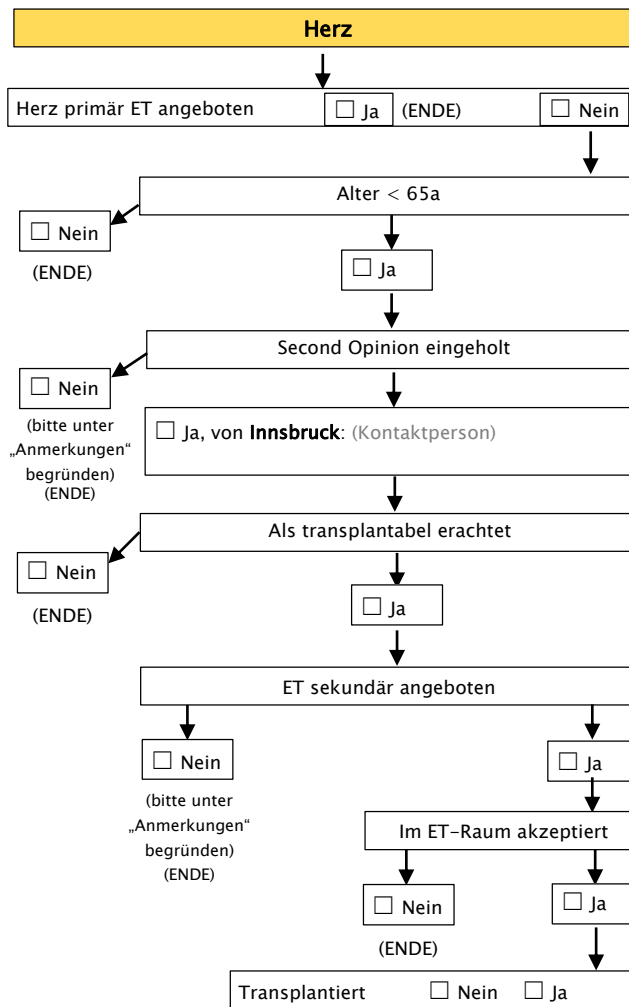 Herz
Herz primär ET angeboten ☐ Ja (ENDE) ☐ Nein
Alter < 65a
☐ Nein
(ENDE)
☐ Ja
Second Opinion eingeholt
☐ Nein
(bitte unter
„Anmerkungen“
begründen)
(ENDE)
☐ Ja, von Innsbruck: (Kontaktperson)
Als transplantabel erachtet
☐ Nein
(ENDE)
☐ Ja
ET sekundär angeboten
☐ Nein
(bitte unter
„Anmerkungen“
begründen)
(ENDE)
☐ Ja
Im ET-Raum akzeptiert
☐ Nein
(ENDE)
☐ Ja
Transplantiert ☐ Nein ☐ Ja